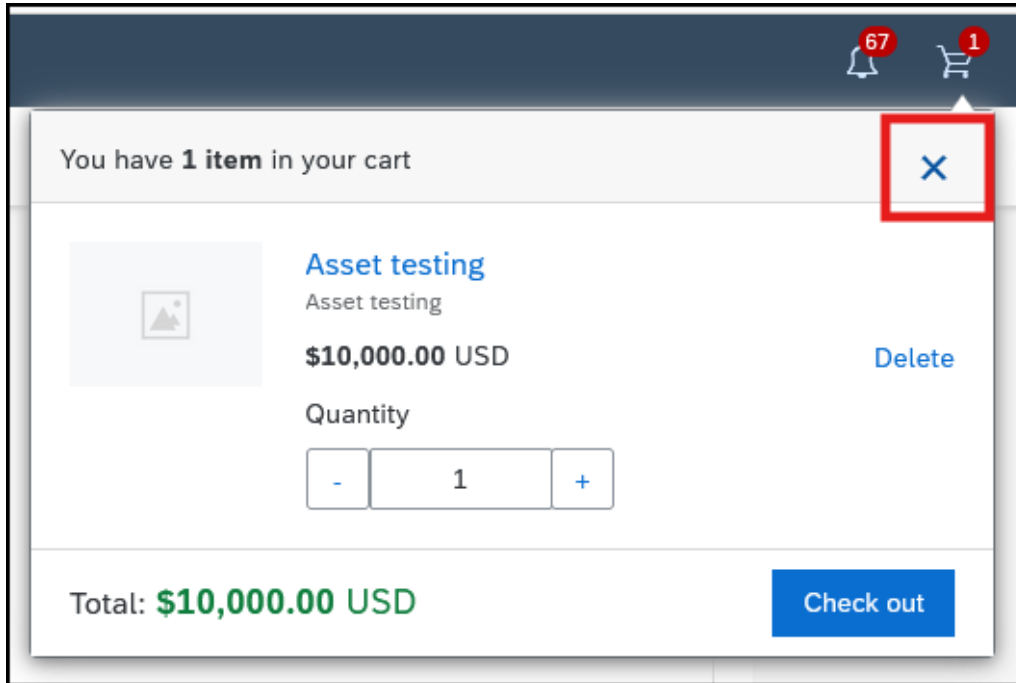 67
1
You have 1 item in your cart
Asset testing
Asset testing
$10,000.00 USD
Delete
Quantity
- 1 +
Total: $10,000.00 USD
Check out